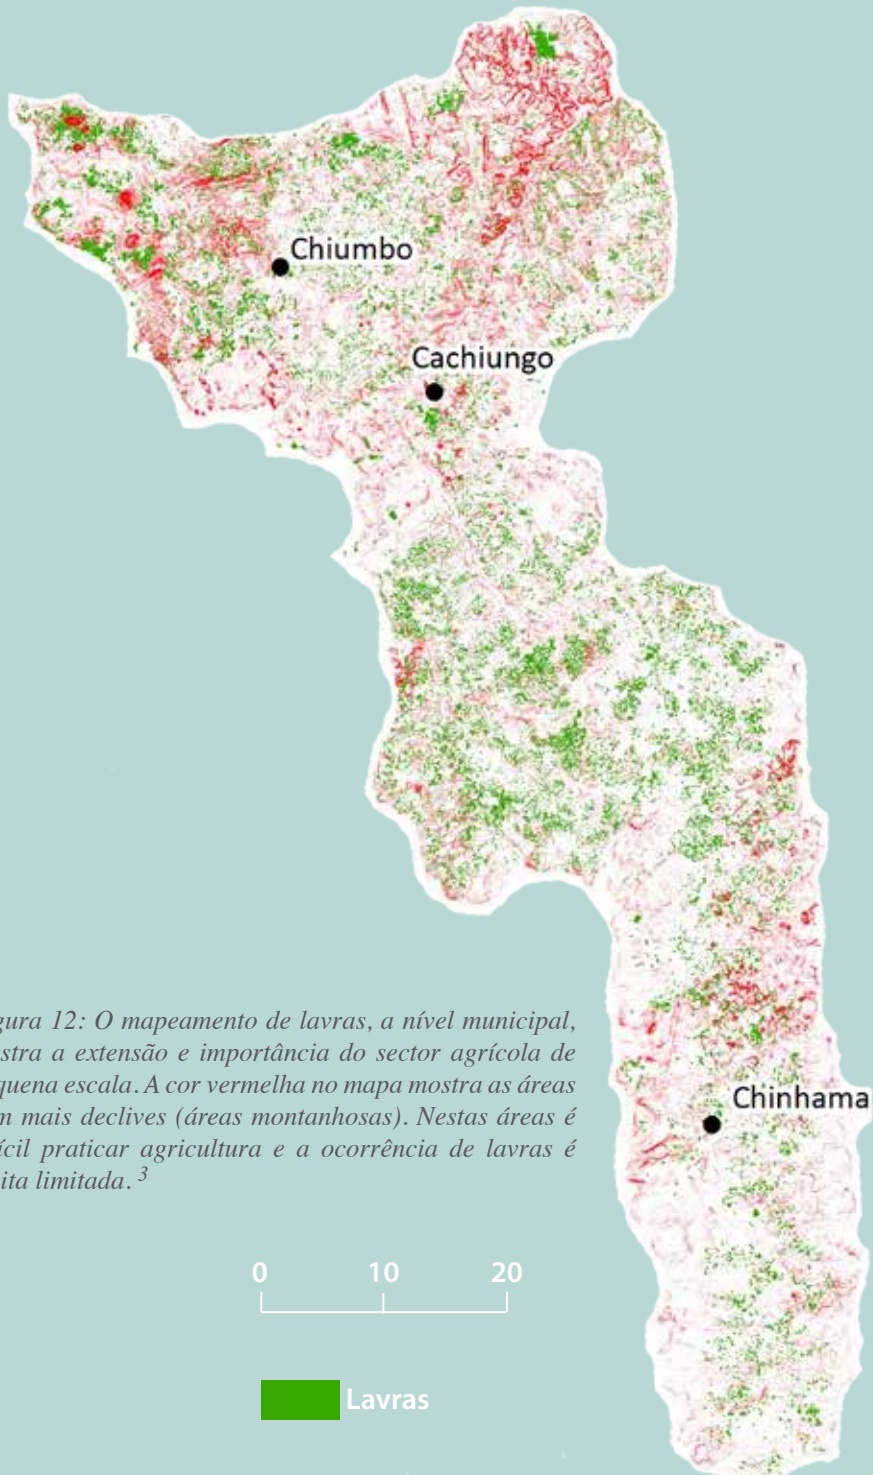 Chiumbo
Cachiungo
gura 12: O mapeamento de lavras, a nível municipal,
stra a extensão e importância do sector agrícola de
quena escala. A cor vermelha no mapa mostra as áreas
m mais declives (áreas montanhosas). Nestas áreas é
ícil praticar agricultura e a ocorrência de lavras é
ita limitada. 3
Chinhama
0 10 20
Lavras